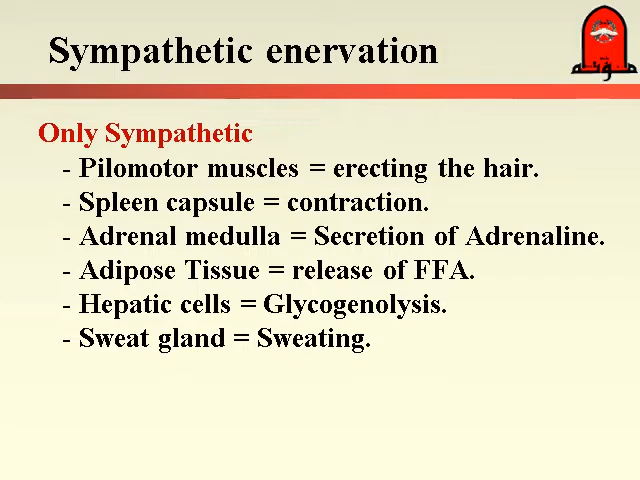 Sympathetic enervation
مؤتة
Only Sympathetic
- Pilomotor muscles = erecting the hair.
- Spleen capsule = contraction.
- Adrenal medulla = Secretion of Adrenaline.
- Adipose Tissue = release of FFA.
- Hepatic cells = Glycogenolysis.
- Sweat gland = Sweating.